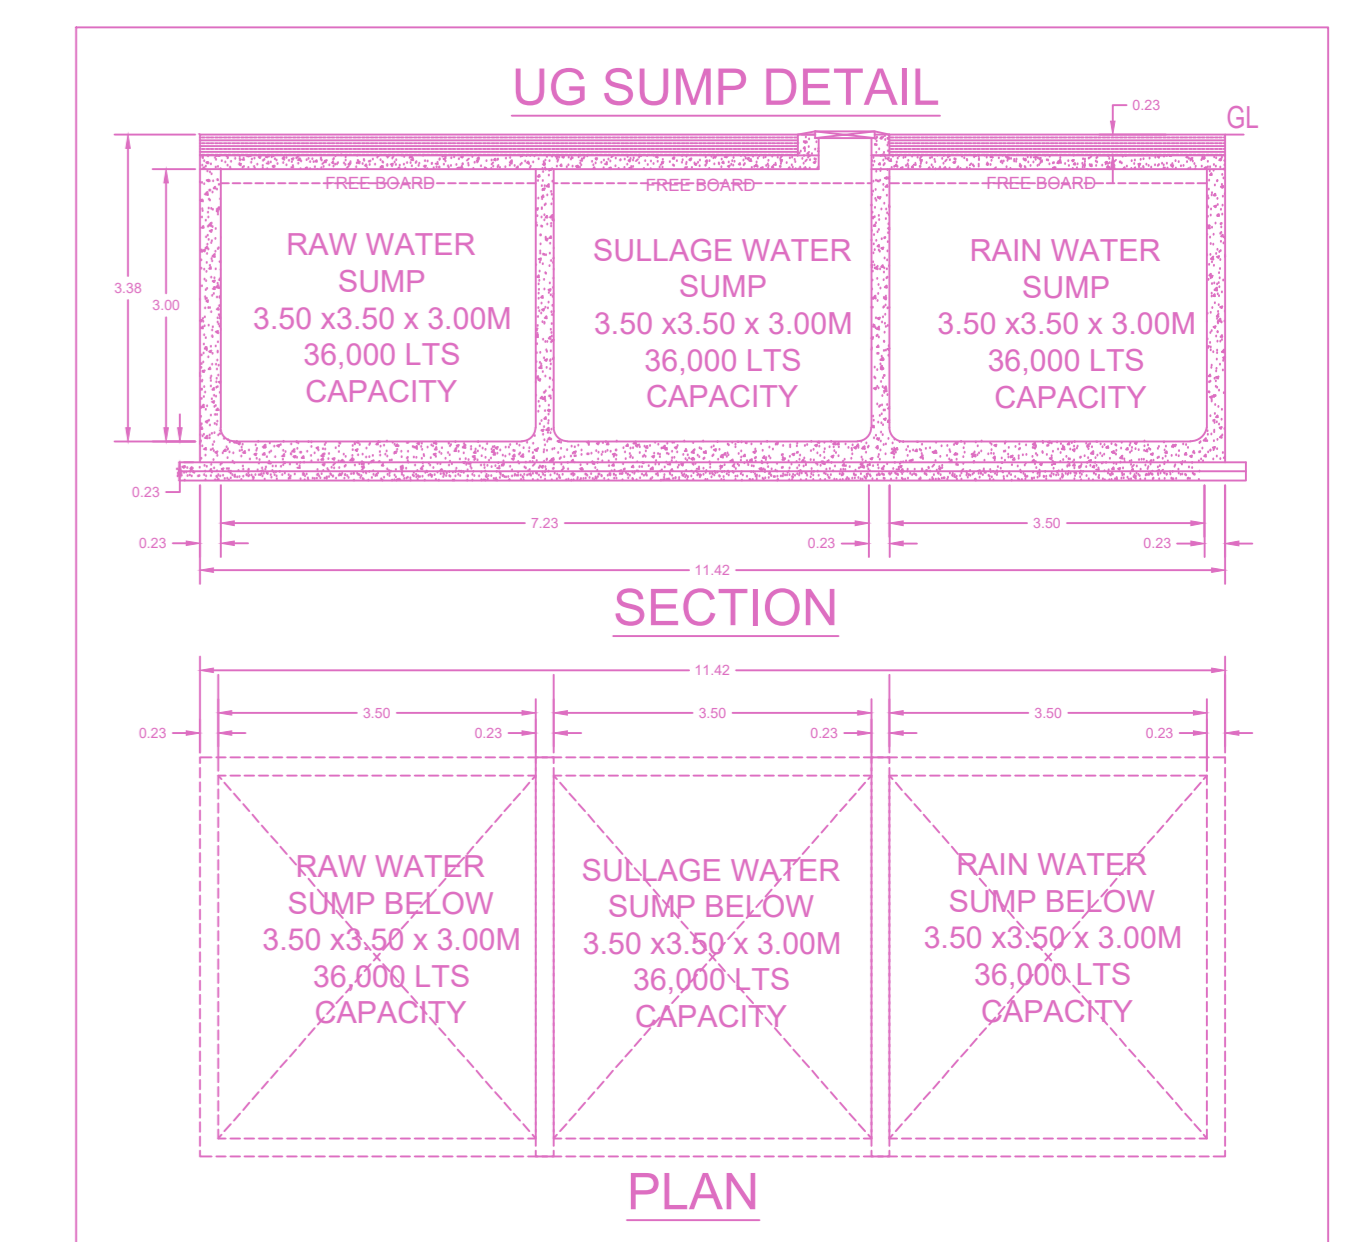 UG SUMP DETAIL
0.23
GL
FREE BOARD
FREE BOARD
FREE BOARD
RAW WATER
SUMP
3.50 x3.50 x 3.00M
36,000 LTS
CAPACITY
SULLAGE WATER
SUMP
3.50 x3.50 x 3.00M
36,000 LTS
CAPACITY
RAIN WATER
SUMP
3.50 x3.50 x 3.00M
36,000 LTS
CAPACITY
3.38
3.00
0.23
7.23
3.50
0.23
0.23
0.23
11.42
SECTION
11.42
3.50
3.50
3.50
0.23
0.23
0.23
0.23
RAW WATER
SUMP BELOW
3.50 x3.50 x 3.00M
36,000 LTS
CAPACITY
SULLAGE WATER
SUMP BELOW
3.50 x3.50 x 3.00M
36,000 LTS
CAPACITY
RAIN WATER
SUMP BELOW
3.50 x3.50 x 3.00M
36,000 LTS
CAPACITY
PLAN